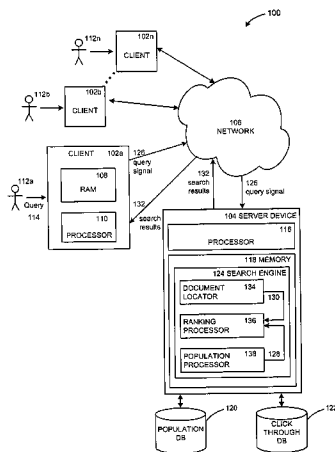 100
112n
102n
CLIENT
112b
102b
CLIENT
106
NETWORK
CLIENT 102a
108
RAM
110
PROCESSOR
112a
Query
114
126
query
signal
132
search
results
132
search
results
126
query signal
104 SERVER DEVICE
116
PROCESSOR
118 MEMORY
124 SEARCH ENGINE
DOCUMENT 134
LOCATOR
130
RANKING 136
PROCESSOR
POPULATION
PROCESSOR 138
128
120
POPULATION
DB
122
CLICK
THROUGH
DB